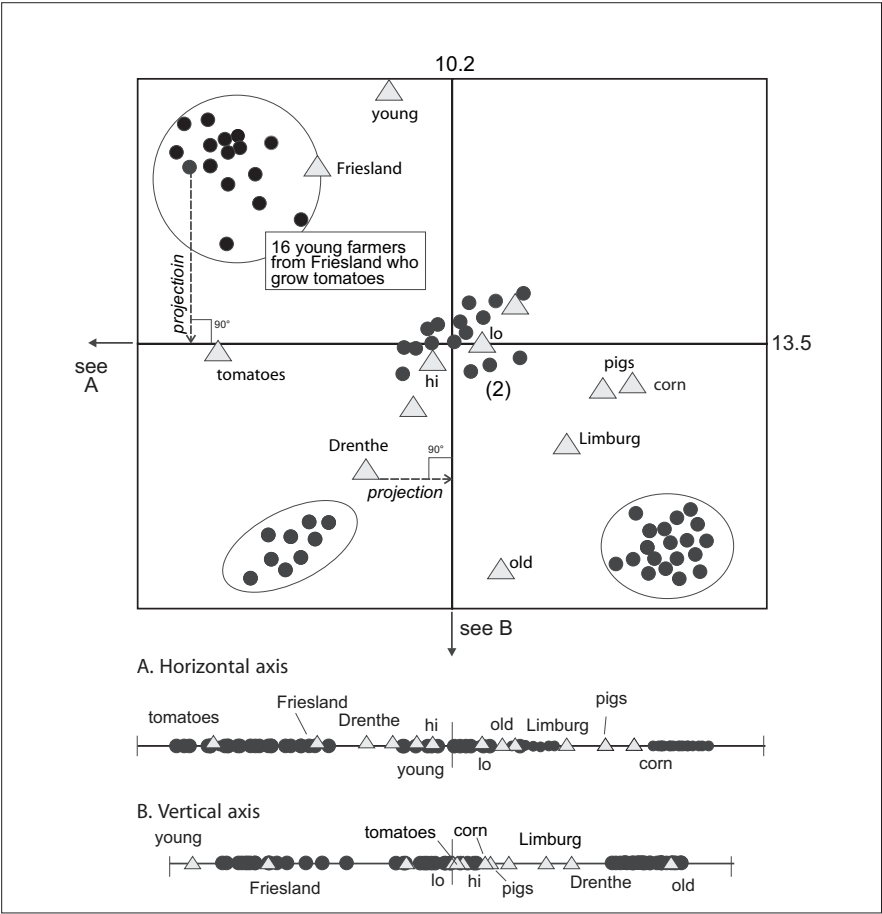 10.2
young
Friesland
16 young farmers
from Friesland who
grow tomatoes
projectioin
90°
13.5
see
A
tomatoes
lo
hi
(2)
pigs
corn
Drenthe
90°
Limburg
projection
old
see B
A. Horizontal axis
tomatoes
Friesland
Drenthe
hi
old
Limburg
pigs
young
lo
corn
B. Vertical axis
young
tomatoes
corn
Limburg
Friesland
lo
hi
pigs
Drenthe
old